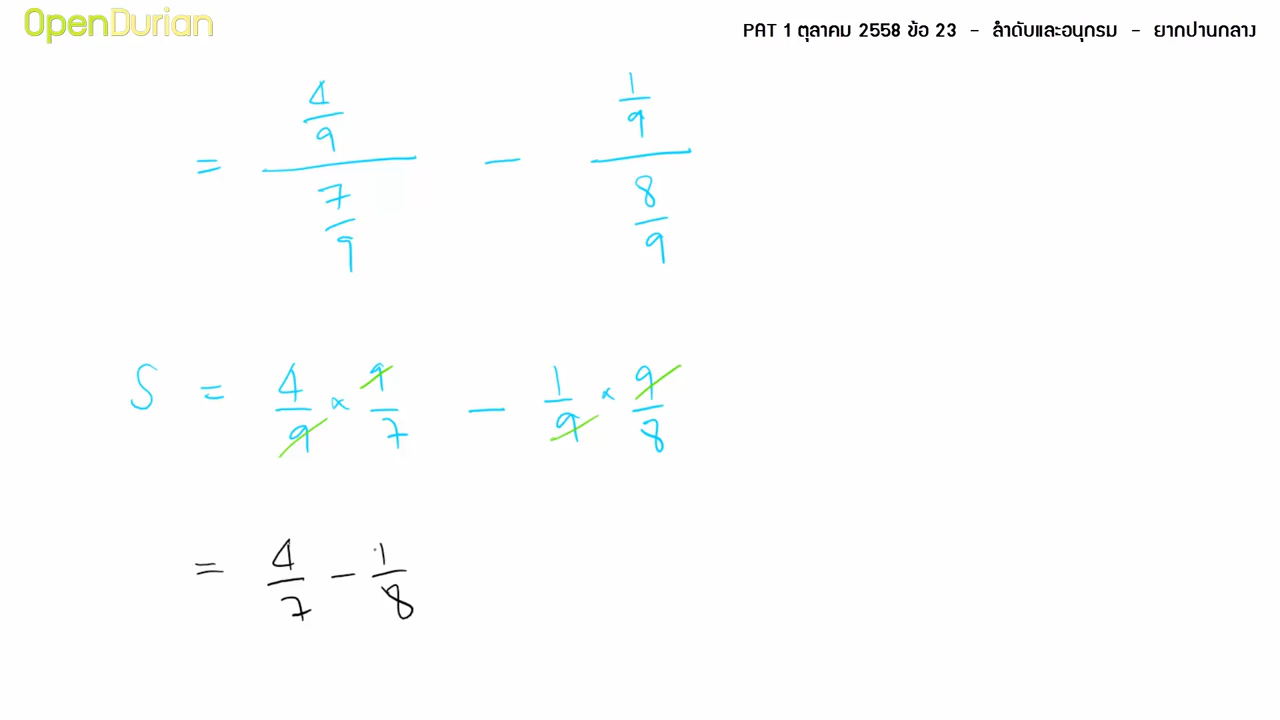 OpenDurian
PAT 1 ตุลาคม 2558 ข้อ 23 - ลำดับและอนุกรม - ยากปานกลาง
= 4/9 / 7/9 - 1/9 / 8/9
S = 4/9 × 9/7 - 1/9 × 9/8
= 4/7 - 1/8